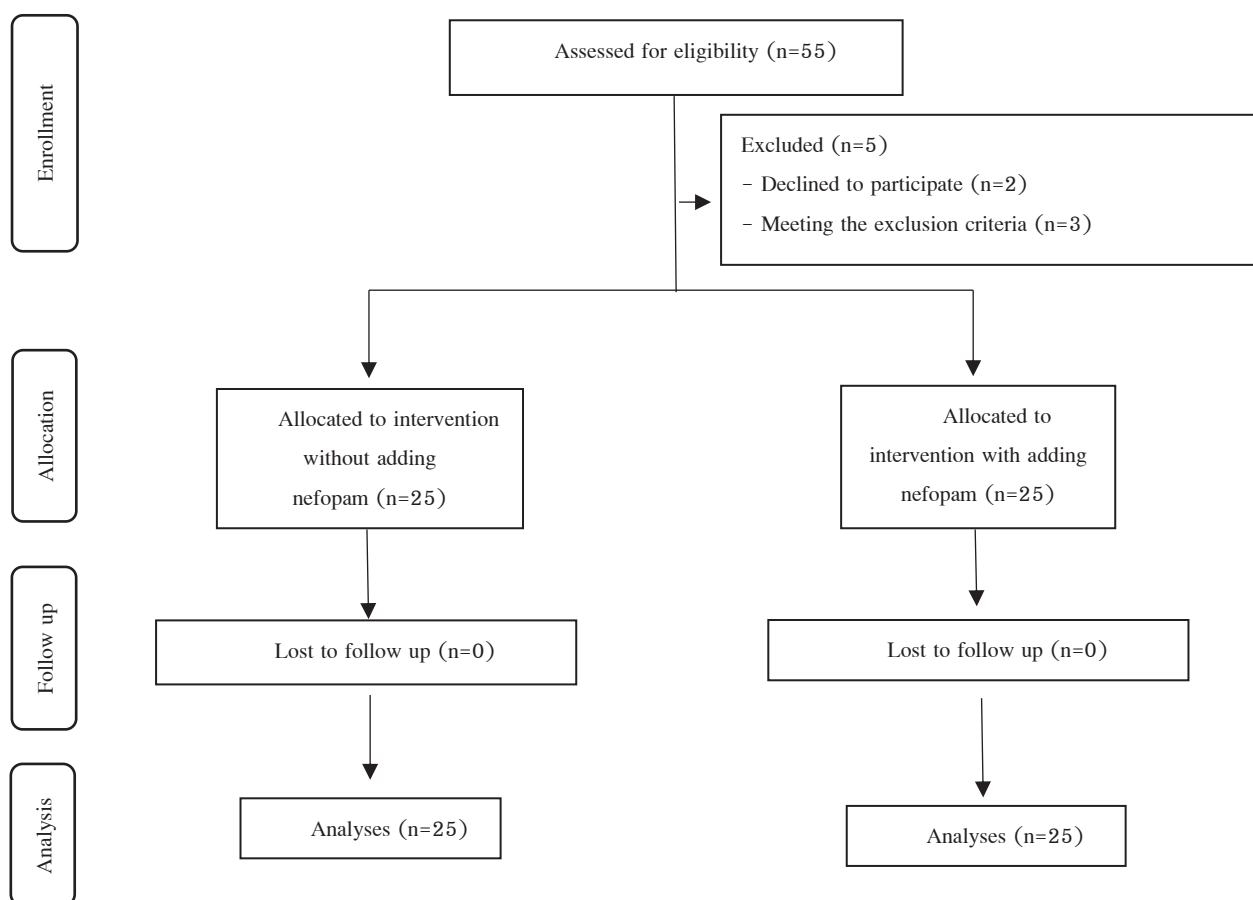 Enrollment
Assessed for eligibility (n=55)
Excluded (n=5)
- Declined to participate (n=2)
- Meeting the exclusion criteria (n=3)
Allocation
Allocated to intervention
without adding
nefopam (n=25)
Allocated to
intervention with adding
nefopam (n=25)
Follow up
Lost to follow up (n=0)
Lost to follow up (n=0)
Analysis
Analyses (n=25)
Analyses (n=25)